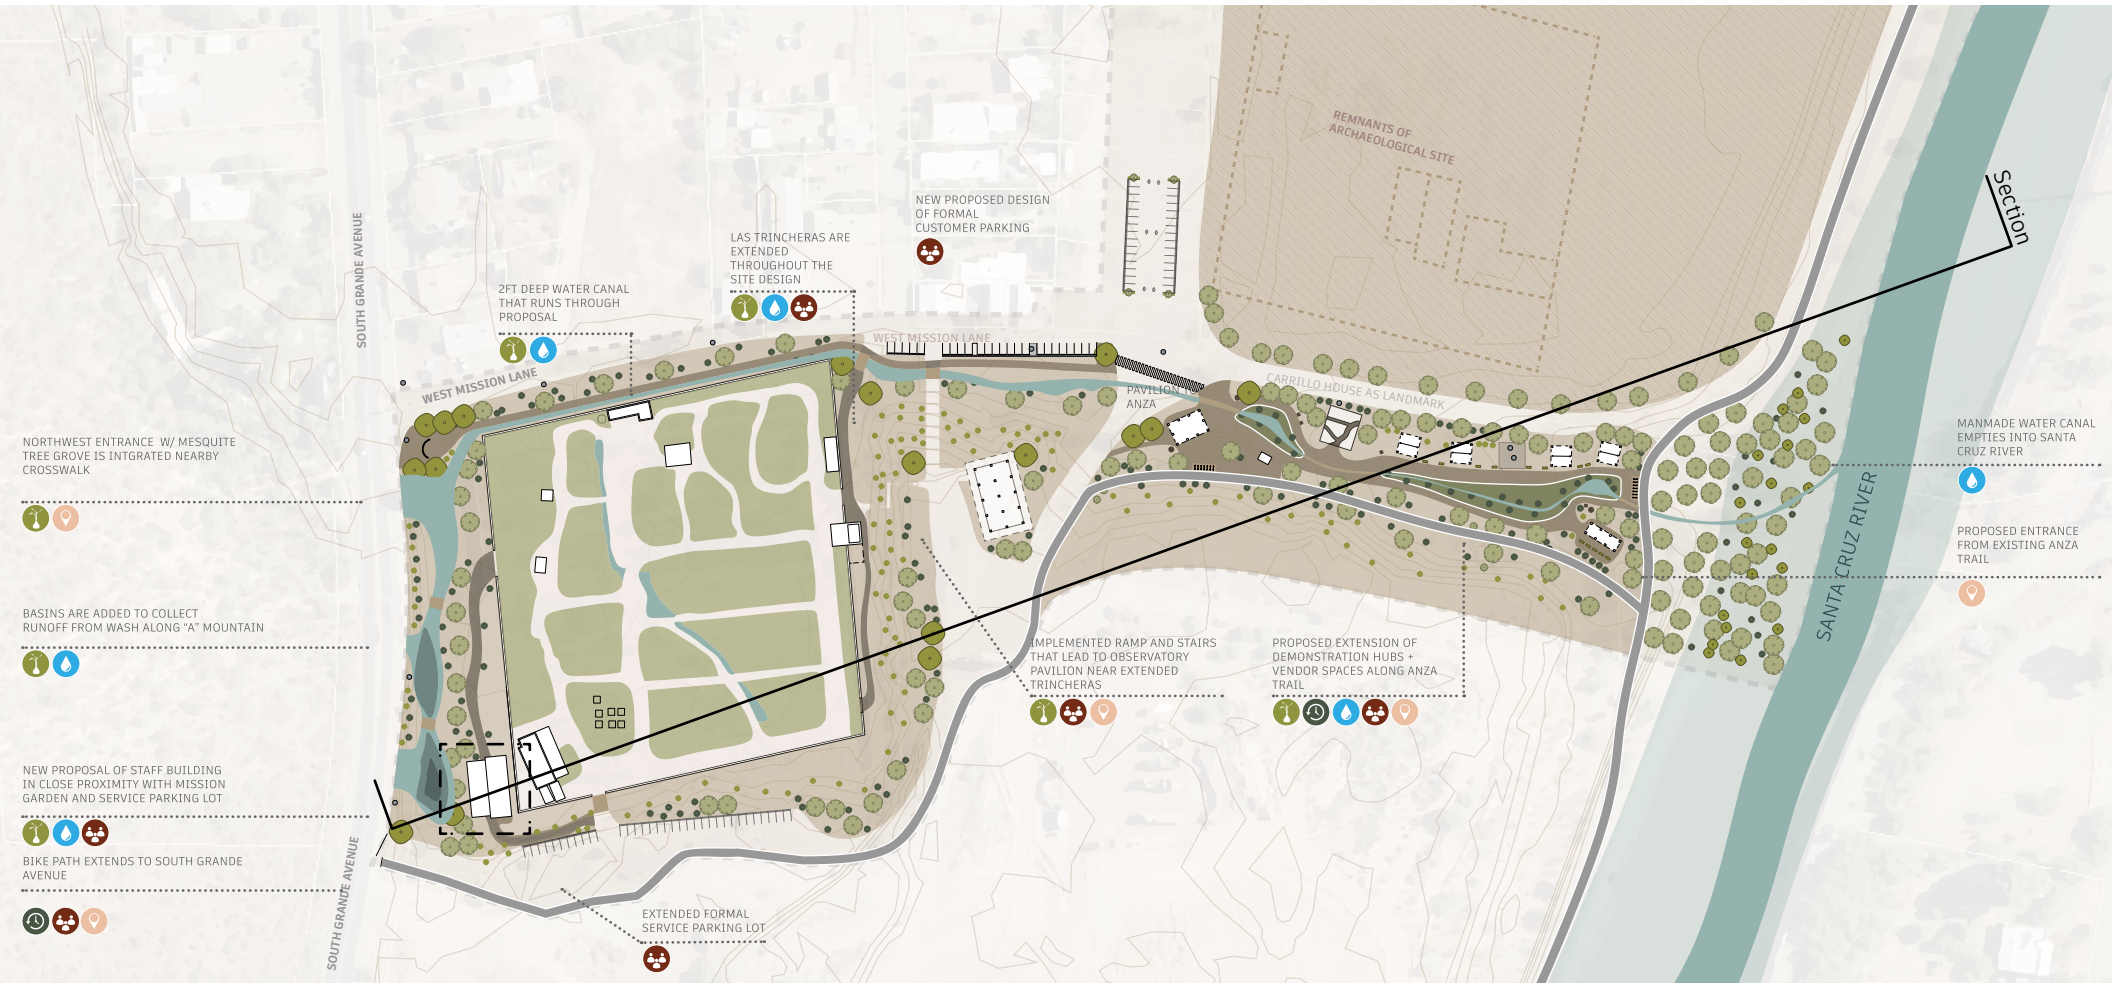 REMNANTS OF
ARCHAEOLOGICAL SITE
Section
SOUTH GRANDE AVENUE
NEW PROPOSED DESIGN
OF FORMAL
CUSTOMER PARKING
LAS TRINCHERAS ARE
EXTENDED
THROUGHOUT THE
SITE DESIGN
2FT DEEP WATER CANAL
THAT RUNS THROUGH
PROPOSAL
WEST MISSION LANE
WEST MISSION LANE
PAVILION TO
ANZA
CARRILLO HOUSE AS LANDMARK
NORTHWEST ENTRANCE W/ MESQUITE
TREE GROVE IS INTGRATED NEARBY
CROSSWALK
MANMADE WATER CANAL
EMPTIES INTO SANTA
CRUZ RIVER
PROPOSED ENTRANCE
FROM EXISTING ANZA
TRAIL
SANTA CRUZ RIVER
BASINS ARE ADDED TO COLLECT
RUNOFF FROM WASH ALONG “A” MOUNTAIN
IMPLEMENTED RAMP AND STAIRS
THAT LEAD TO OBSERVATORY
PAVILION NEAR EXTENDED
TRINCHERAS
PROPOSED EXTENSION OF
DEMONSTRATION HUBS +
VENDOR SPACES ALONG ANZA
TRAIL
NEW PROPOSAL OF STAFF BUILDING
IN CLOSE PROXIMITY WITH MISSION
GARDEN AND SERVICE PARKING LOT
BIKE PATH EXTENDS TO SOUTH GRANDE
AVENUE
SOUTH GRANDE AVENUE
EXTENDED FORMAL
SERVICE PARKING LOT